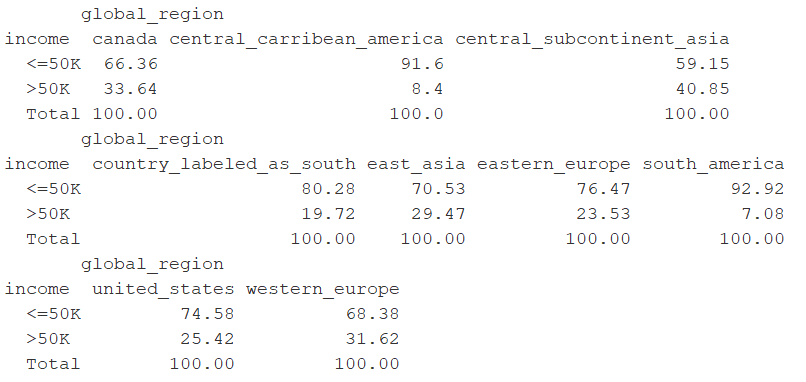 global_region
income canada central_carribean_america central_subcontinent_asia
<=50K 66.36 91.6 59.15
>50K 33.64 8.4 40.85
Total 100.00 100.0 100.00
global_region
income country_labeled_as_south east_asia eastern_europe south_america
<=50K 80.28 70.53 76.47 92.92
>50K 19.72 29.47 23.53 7.08
Total 100.00 100.00 100.00 100.00
global_region
income united_states western_europe
<=50K 74.58 68.38
>50K 25.42 31.62
Total 100.00 100.00